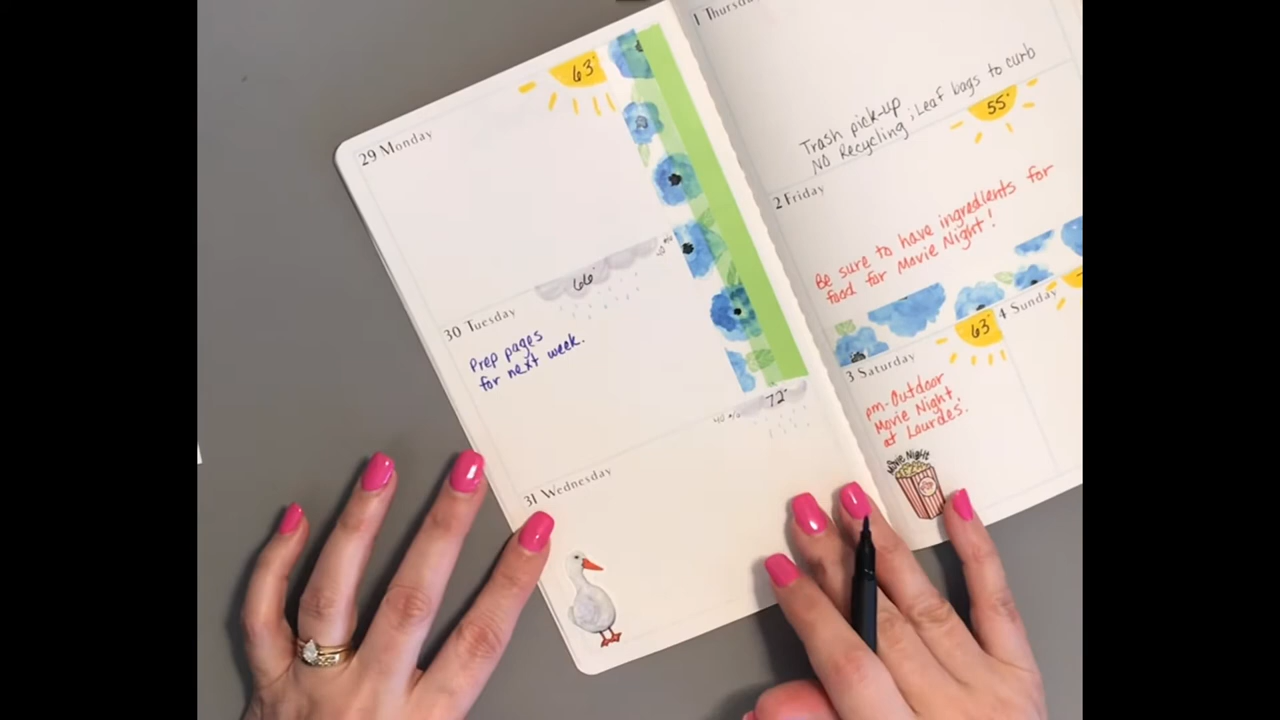 29 Monday
63°
30 Tuesday
66°
Prep pages
for next week.
31 Wednesday
72°
1 Thursday
Trash pick-up
NO Recycling; Leaf bags to curb
2 Friday
55°
Be sure to have ingredients for
food for Movie Night!
3 Saturday
63°
pm-Outdoor
Movie Night,
at Lourdes.
Movie Night
4 Sunday